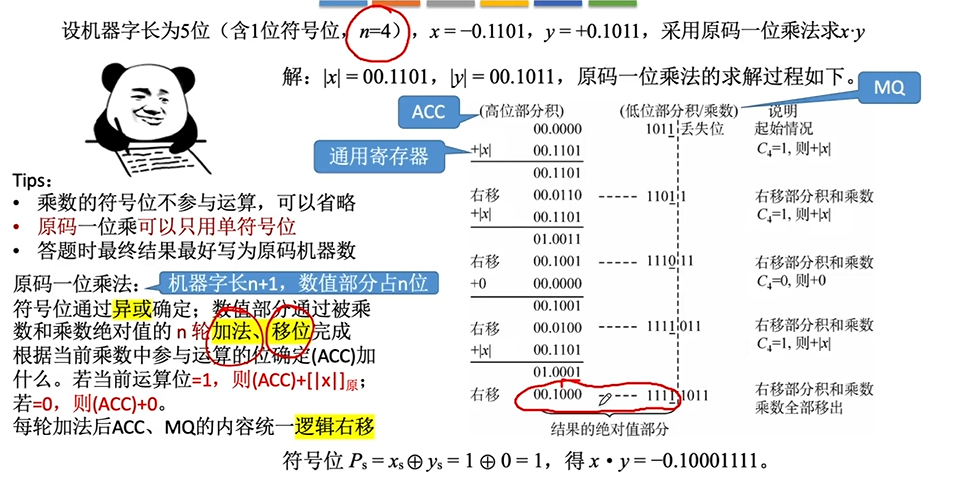 设机器字长为5位（含1位符号位，n=4），x = −0.1101，y = +0.1011，采用原码一位乘法求x·y
解：|x| = 00.1101，|y| = 00.1011，原码一位乘法的求解过程如下。
ACC
MQ
通用寄存器
(高位部分积) (低位部分积/乘数) 说明
00.0000 1011 丢失位 起始情况
+|x| 00.1101 C₄=1, 则+|x|
00.1101
右移 00.0110 1101 1 右移部分积和乘数
+|x| 00.1101 C₄=1, 则+|x|
01.0011
右移 00.1001 1110 11 右移部分积和乘数
+0 00.0000 C₄=0, 则+0
00.1001
右移 00.0100 1111 011 右移部分积和乘数
+|x| 00.1101 C₄=1, 则+|x|
01.0001
右移 00.1000 1111 1011 右移部分积和乘数
乘数全部移出
结果的绝对值部分
Tips：
• 乘数的符号位不参与运算，可以省略
• 原码一位乘可以只用单符号位
• 答题时最终结果最好写为原码机器数
原码一位乘法：
机器字长n+1，数值部分占n位
符号位通过异或确定；数值部分通过被乘
数和乘数绝对值的 n 轮加法、移位完成
根据当前乘数中参与运算的位确定(ACC)加
什么。若当前运算位=1，则(ACC)+[|x|]原；
若=0，则(ACC)+0。
每轮加法后ACC、MQ的内容统一逻辑右移
符号位 Pₛ = xₛ ⊕ yₛ = 1 ⊕ 0 = 1，得 x·y = −0.10001111。